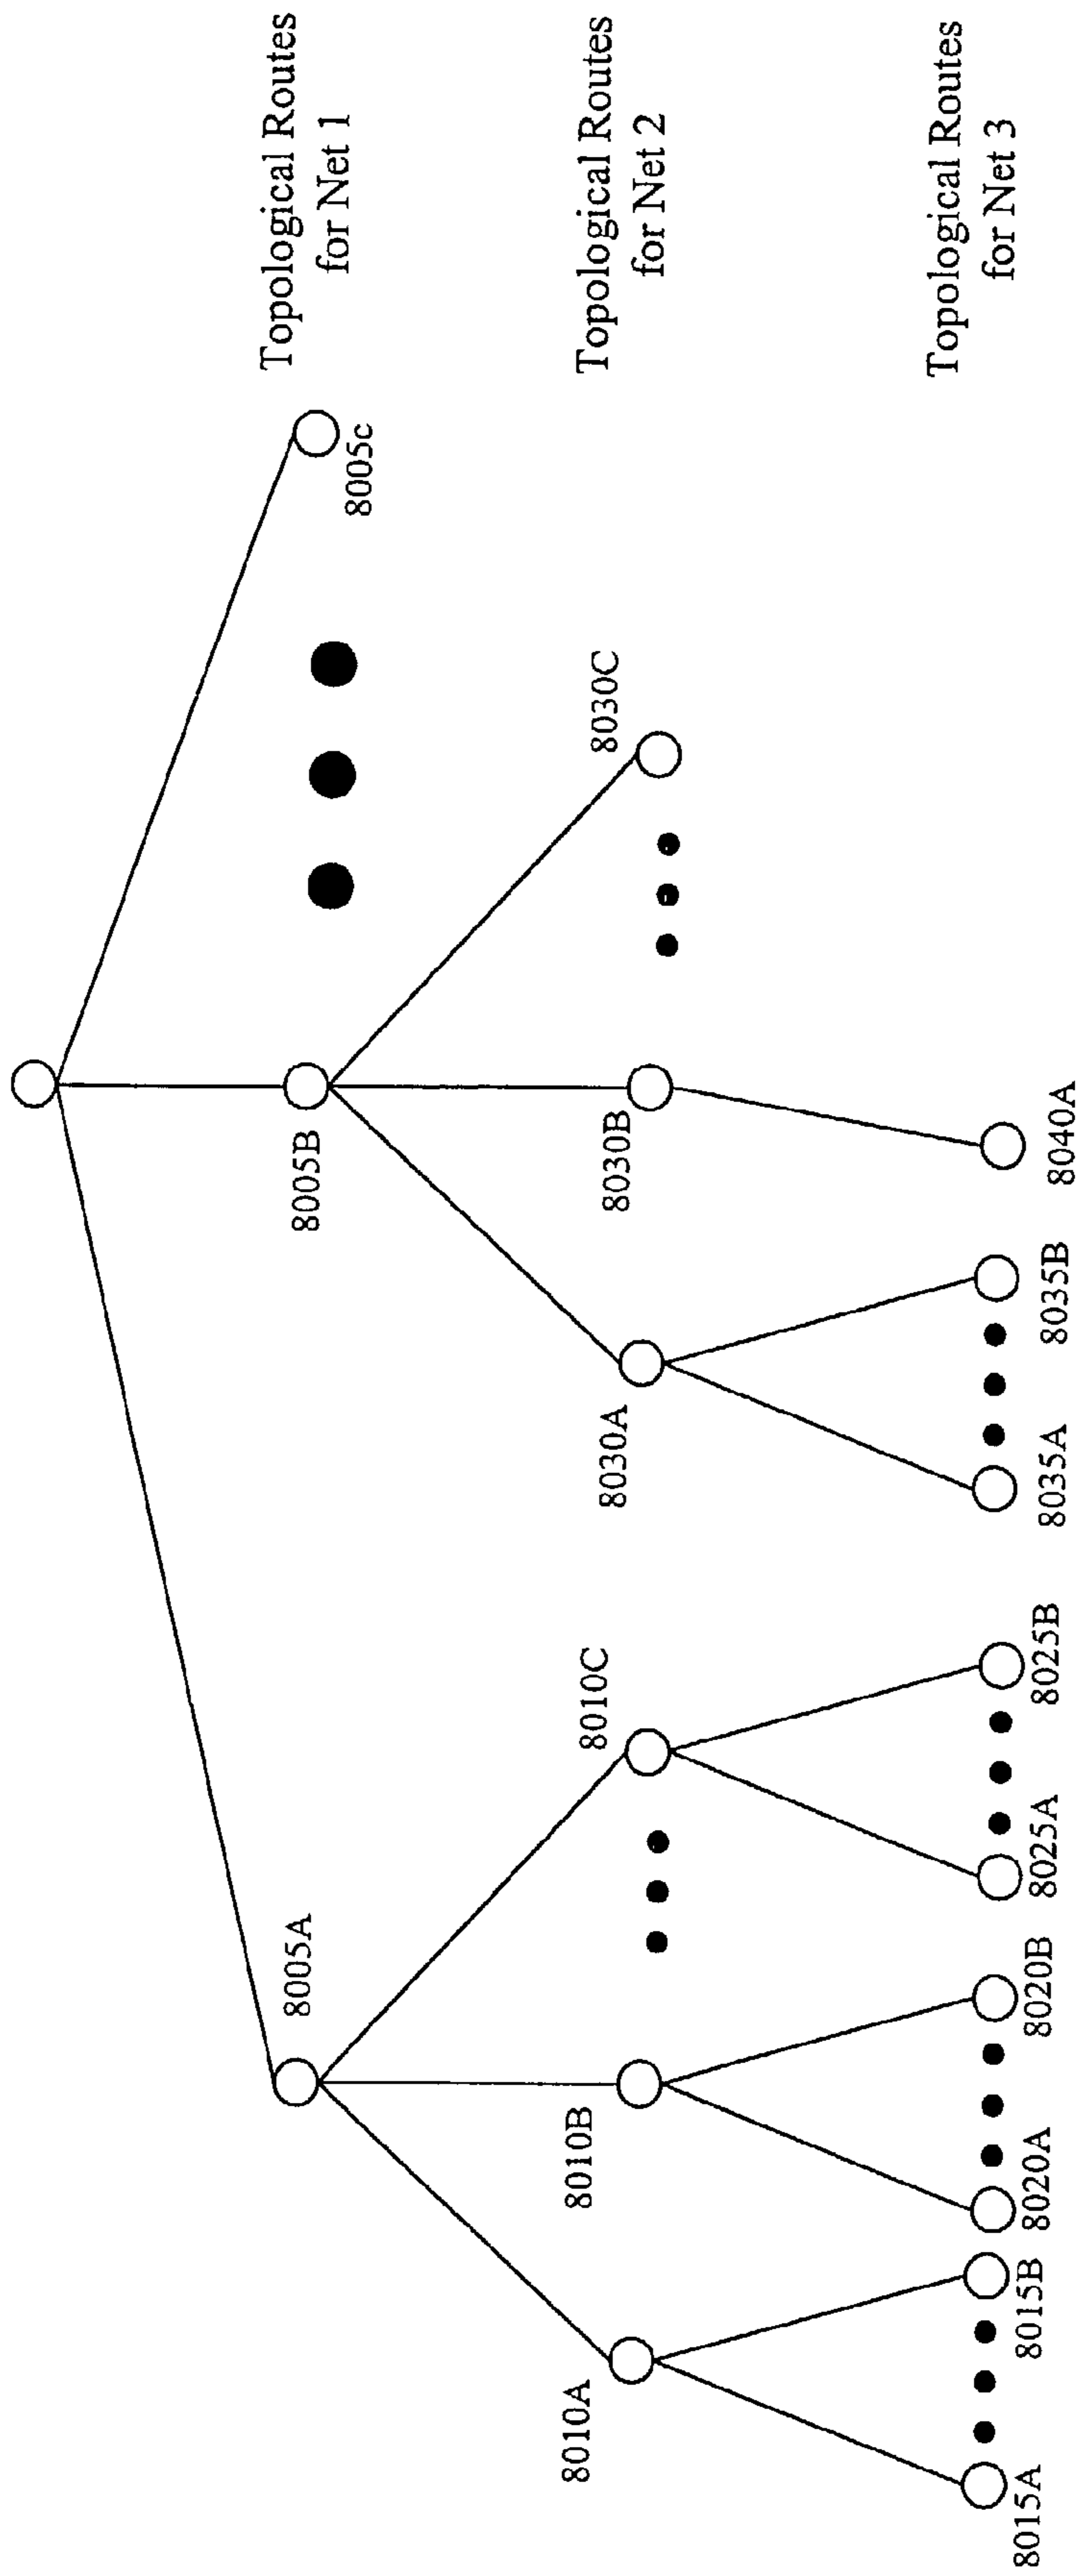 Topological Routes
for Net 1
8005A
8005B
8005c
Topological Routes
for Net 2
8010A
8010B
8010C
8030A
8030B
8030C
Topological Routes
for Net 3
8015A
8015B
8020A
8020B
8025A
8025B
8035A
8035B
8040A